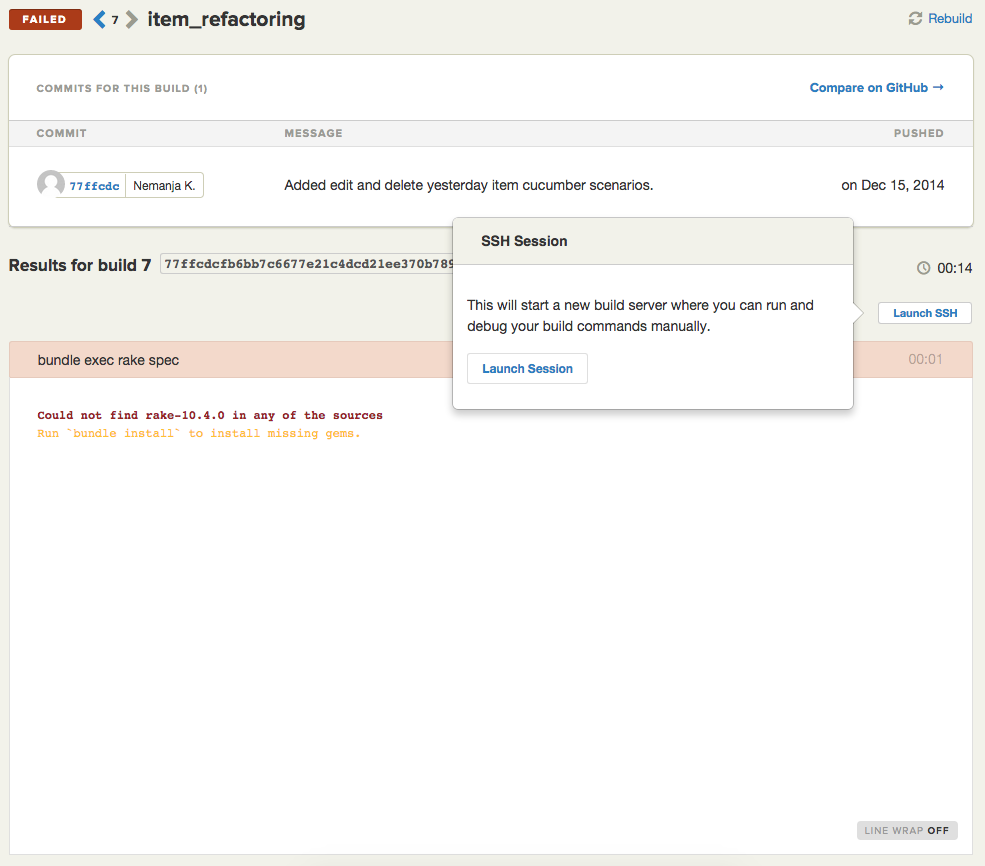 FAILED 7 item_refactoring Rebuild
COMMITS FOR THIS BUILD (1) Compare on GitHub →
COMMIT MESSAGE PUSHED
77ffcdc Nemanja K. Added edit and delete yesterday item cucumber scenarios. on Dec 15, 2014
SSH Session
Results for build 7 77ffcdcfb6bb7c6677e21c4dcd21ee370b789 00:14
This will start a new build server where you can run and
debug your build commands manually.
Launch SSH
Launch Session
bundle exec rake spec 00:01
Could not find rake-10.4.0 in any of the sources
Run `bundle install` to install missing gems.
LINE WRAP OFF